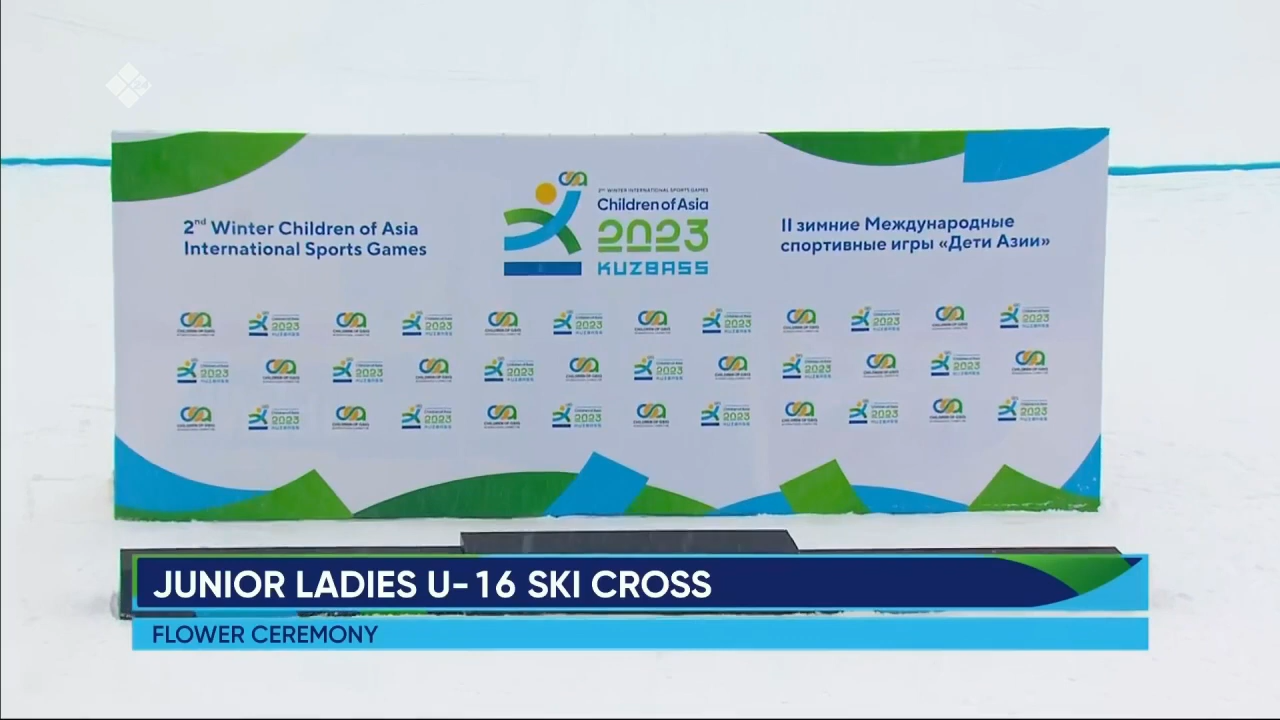 2nd Winter Children of Asia
International Sports Games
2ND WINTER INTERNATIONAL SPORTS GAMES
Children of Asia
2023
KUZBASS
II зимние Международные
спортивные игры «Дети Азии»
JUNIOR LADIES U-16 SKI CROSS
FLOWER CEREMONY